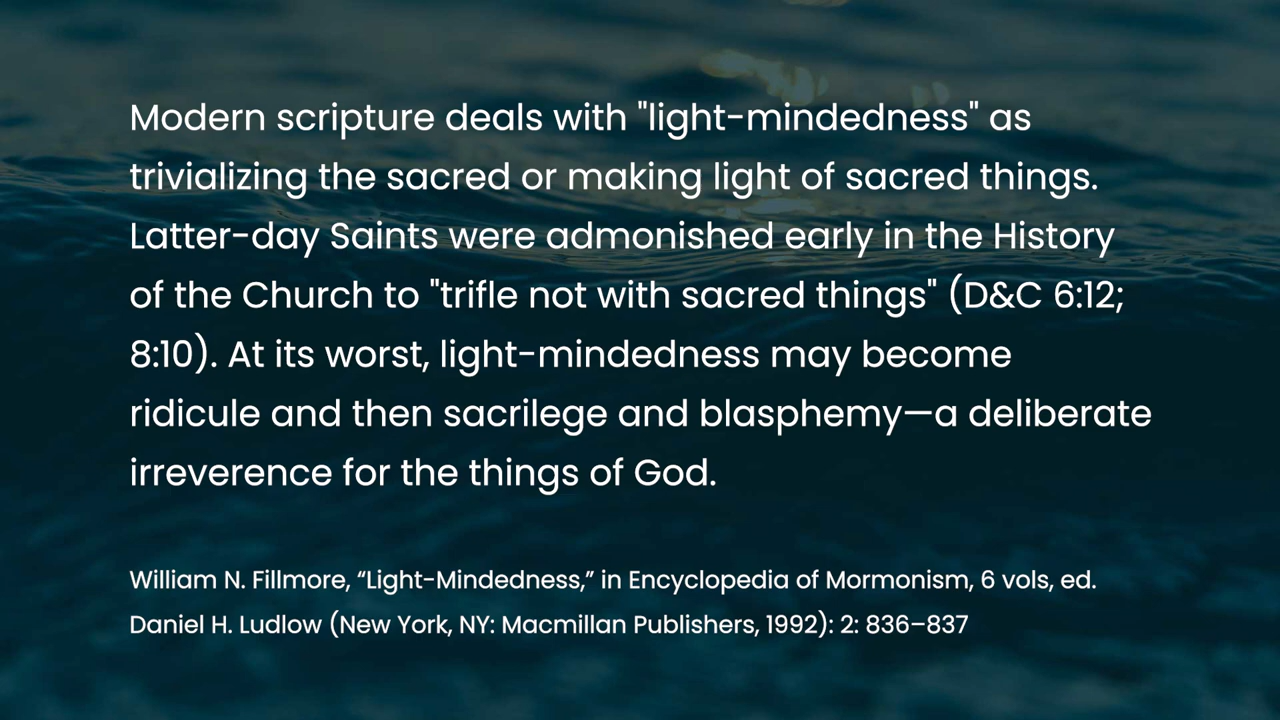 Modern scripture deals with "light-mindedness" as
trivializing the sacred or making light of sacred things.
Latter-day Saints were admonished early in the History
of the Church to "trifle not with sacred things" (D&C 6:12;
8:10). At its worst, light-mindedness may become
ridicule and then sacrilege and blasphemy—a deliberate
irreverence for the things of God.
William N. Fillmore, “Light-Mindedness,” in Encyclopedia of Mormonism, 6 vols, ed.
Daniel H. Ludlow (New York, NY: Macmillan Publishers, 1992): 2: 836–837